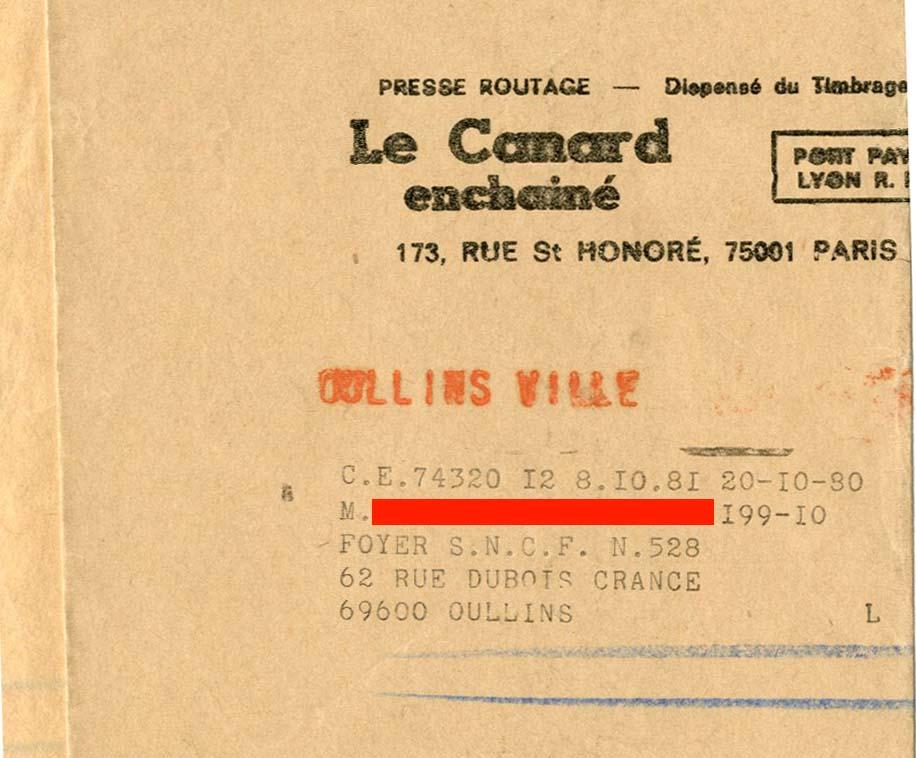 PRESSE ROUTAGE — Dispensé du Timbrage
Le Canard
enchainé
PORT PAY
LYON R.
173, RUE St HONORÉ, 75001 PARIS
OULLINS VILLE
C.E.74320 I2 8.IO.8I 20-IO-80
M. I99-IO
FOYER S.N.C.F. N.528
62 RUE DUBOIS CRANCE
69600 OULLINS L